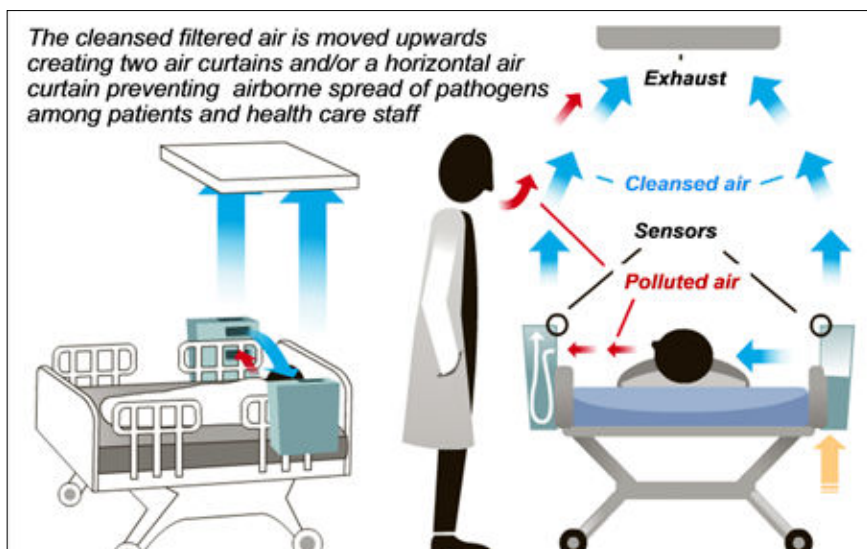 The cleansed filtered air is moved upwards
creating two air curtains and/or a horizontal air
curtain preventing airborne spread of pathogens
among patients and health care staff
Exhaust
Cleansed air
Sensors
Polluted air